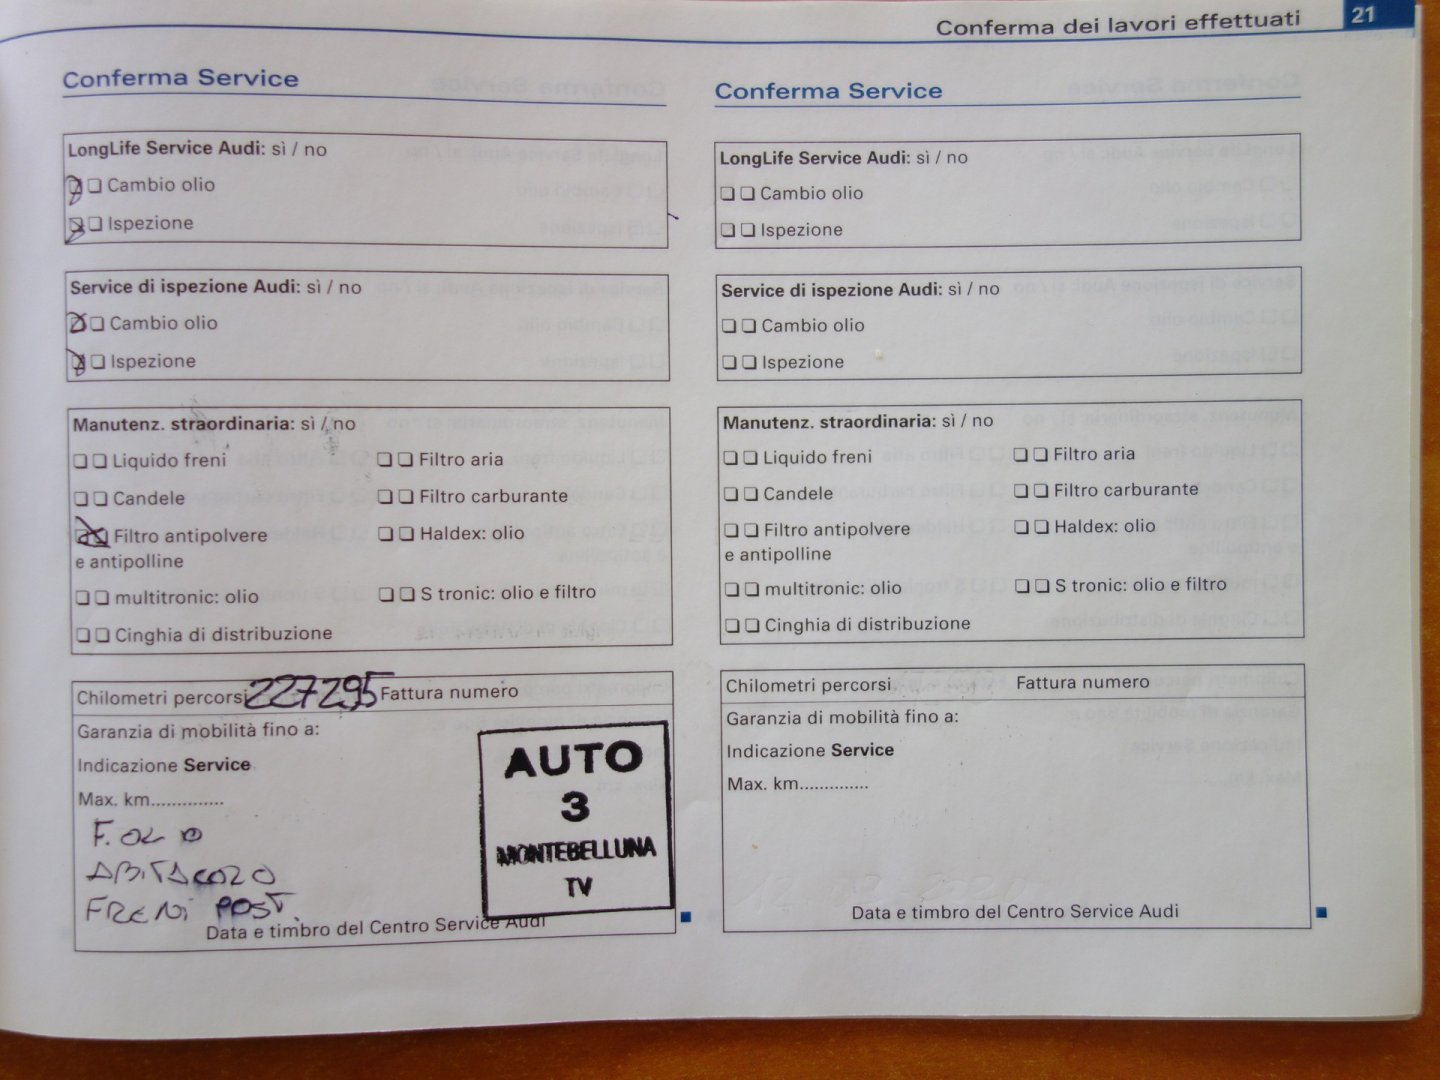 Conferma dei lavori effettuati 21
Conferma Service
LongLife Service Audi: sì / no
Cambio olio
Ispezione
Service di ispezione Audi: sì / no
Cambio olio
Ispezione
Manutenz. straordinaria: sì / no
Liquido freni
Filtro aria
Candele
Filtro carburante
Filtro antipolvere
e antipolline
Haldex: olio
multitronic: olio
S tronic: olio e filtro
Cinghia di distribuzione
Chilometri percorsi 227295 Fattura numero
Garanzia di mobilità fino a:
Indicazione Service
Max. km..............
F. OLIO
ABITACOLO
FRENI POST.
AUTO
3
MONTEBELLUNA
TV
Data e timbro del Centro Service Audi
Conferma Service
LongLife Service Audi: sì / no
Cambio olio
Ispezione
Service di ispezione Audi: sì / no
Cambio olio
Ispezione
Manutenz. straordinaria: sì / no
Liquido freni
Filtro aria
Candele
Filtro carburante
Filtro antipolvere
e antipolline
Haldex: olio
multitronic: olio
S tronic: olio e filtro
Cinghia di distribuzione
Chilometri percorsi Fattura numero
Garanzia di mobilità fino a:
Indicazione Service
Max. km..............
Data e timbro del Centro Service Audi